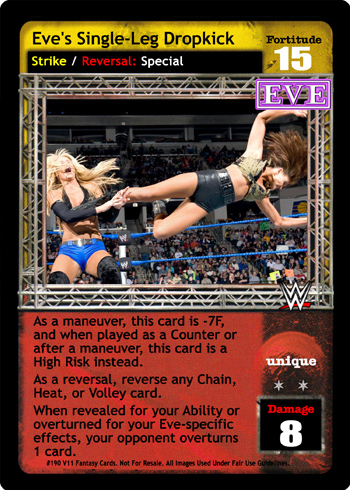 Eve's Single-Leg Dropkick
Fortitude
15
Strike / Reversal: Special
EVE
W
As a maneuver, this card is -7F,
and when played as a Counter or
after a maneuver, this card is a
High Risk instead.
As a reversal, reverse any Chain,
Heat, or Volley card.
When revealed for your Ability or
overturned for your Eve-specific
effects, your opponent overturns
1 card.
unique
Damage
8
#190 V11 Fantasy Cards. Not For Resale. All Images Used Under Fair Use Guidelines.